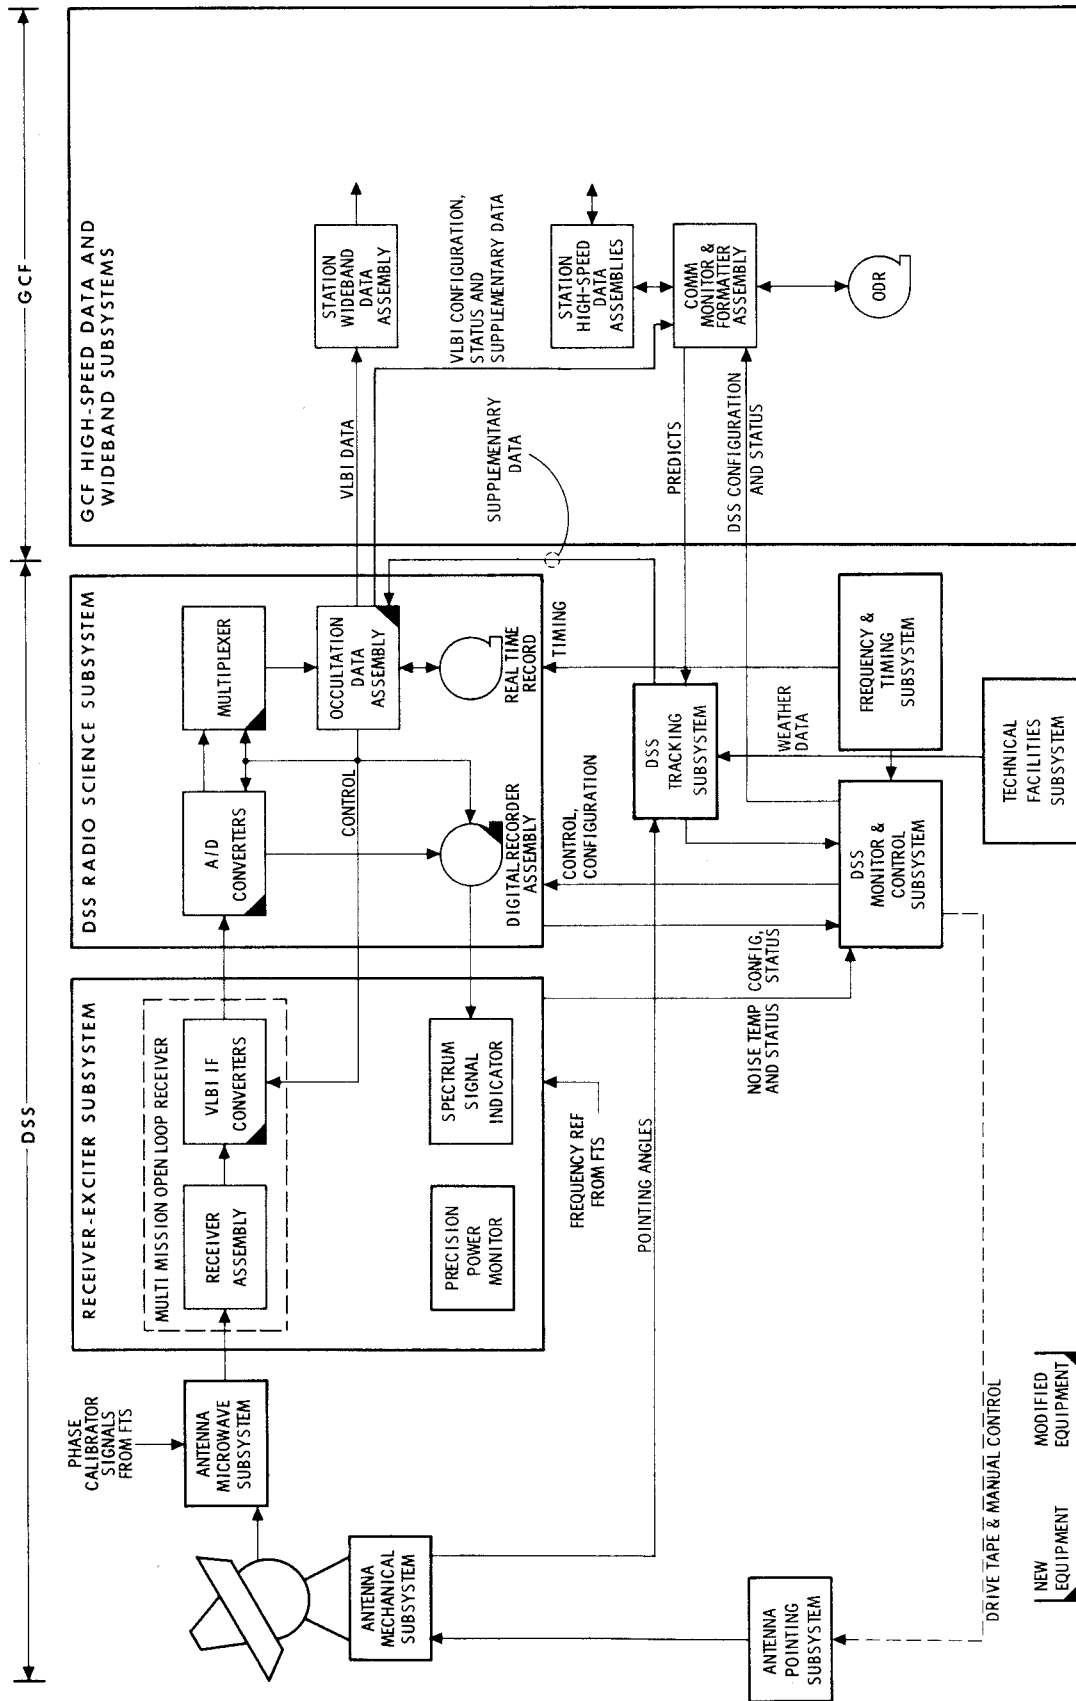 DSS
GCF
PHASE
CALIBRATOR
SIGNALS
FROM FTS
ANTENNA
MICROWAVE
SUBSYSTEM
ANTENNA
MECHANICAL
SUBSYSTEM
ANTENNA
POINTING
SUBSYSTEM
RECEIVER-EXCITER SUBSYSTEM
MULTI MISSION OPEN LOOP RECEIVER
RECEIVER
ASSEMBLY
VLBI IF
CONVERTERS
PRECISION
POWER
MONITOR
SPECTRUM
SIGNAL
INDICATOR
FREQUENCY REF
FROM FTS
POINTING ANGLES
NOISE TEMP
AND STATUS
CONFIG,
STATUS
DSS RADIO SCIENCE SUBSYSTEM
A/D
CONVERTERS
MULTIPLEXER
CONTROL
OCCULTATION
DATA
ASSEMBLY
DIGITAL RECORDER
ASSEMBLY
REAL TIME
RECORD
CONTROL,
CONFIGURATION
TIMING
DSS
TRACKING
SUBSYSTEM
WEATHER
DATA
DSS
MONITOR &
CONTROL
SUBSYSTEM
FREQUENCY &
TIMING
SUBSYSTEM
TECHNICAL
FACILITIES
SUBSYSTEM
GCF HIGH-SPEED DATA AND
WIDEBAND SUBSYSTEMS
VLBI DATA
STATION
WIDEBAND
DATA
ASSEMBLY
VLBI CONFIGURATION,
STATUS AND
SUPPLEMENTARY DATA
SUPPLEMENTARY
DATA
STATION
HIGH-SPEED
DATA
ASSEMBLIES
PREDICTS
COMM
MONITOR &
FORMATTER
ASSEMBLY
DSS CONFIGURATION
AND STATUS
ODR
DRIVE TAPE & MANUAL CONTROL
NEW
EQUIPMENT
MODIFIED
EQUIPMENT